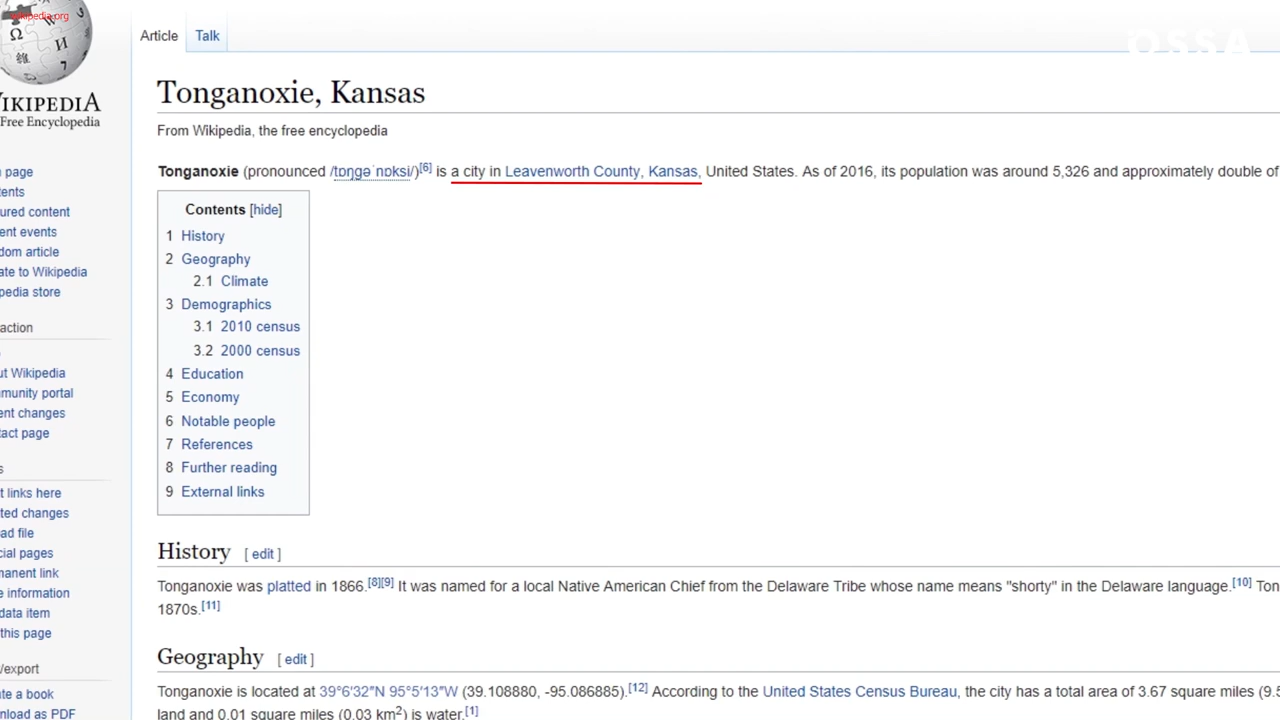 wikipedia.org
OSSA
Article Talk
IKIPEDIA
Free Encyclopedia
Tonganoxie, Kansas
From Wikipedia, the free encyclopedia
Tonganoxie (pronounced /tɒŋɡəˈnɒksi/)[6] is a city in Leavenworth County, Kansas, United States. As of 2016, its population was around 5,326 and approximately double of
Contents [hide]
1 History
2 Geography
2.1 Climate
3 Demographics
3.1 2010 census
3.2 2000 census
4 Education
5 Economy
6 Notable people
7 References
8 Further reading
9 External links
page
ents
ured content
ent events
dom article
ate to Wikipedia
pedia store
action
ut Wikipedia
munity portal
ent changes
tact page
s
t links here
ted changes
ad file
cial pages
manent link
e information
data item
this page
/export
te a book
nload as PDF
History [ edit ]
Tonganoxie was platted in 1866.[8][9] It was named for a local Native American Chief from the Delaware Tribe whose name means "shorty" in the Delaware language.[10] Ton
1870s.[11]
Geography [ edit ]
Tonganoxie is located at 39°6′32″N 95°5′13″W (39.108880, -95.086885).[12] According to the United States Census Bureau, the city has a total area of 3.67 square miles (9.5
land and 0.01 square miles (0.03 km2) is water.[1]